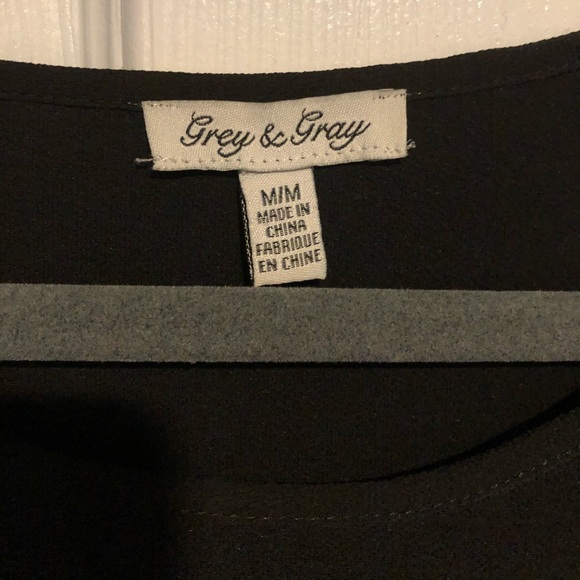 Grey & Gray
M/M
MADE IN
CHINA
FABRIQUE
EN CHINE